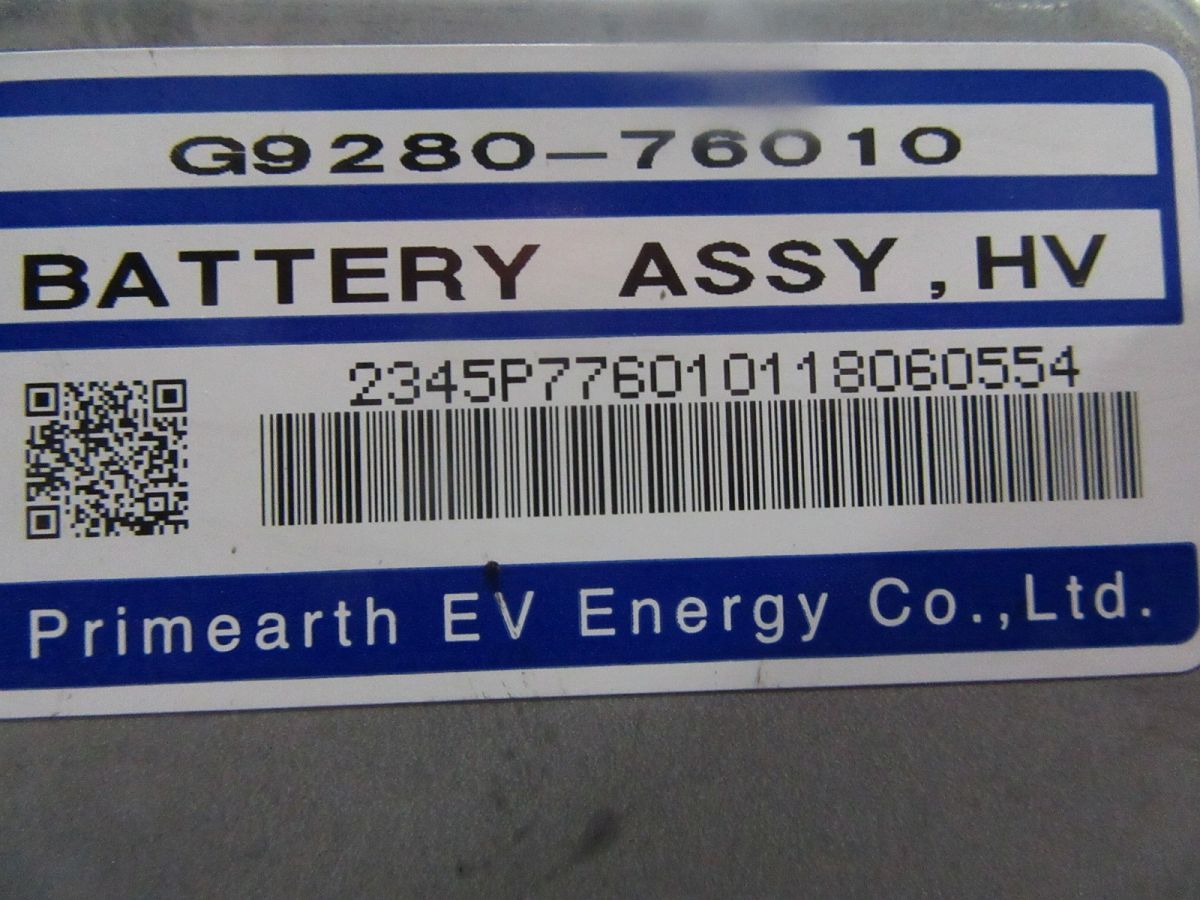 G9280-76010
BATTERY ASSY,HV
2345P776010118060554
Primearth EV Energy Co.,Ltd.